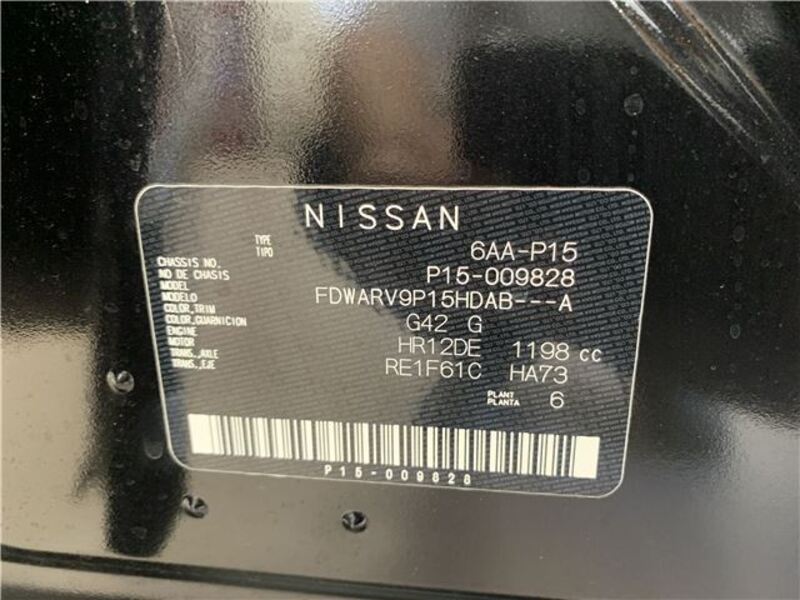 NISSAN
TYPE 6AA-P15
TIPO
CHASSIS NO. P15-009828
NO DE CHASIS
MODEL FDWARV9P15HDAB---A
MODELO
COLOR,TRIM G42 G
COLOR,GUARNICION
ENGINE HR12DE 1198 cc
MOTOR
TRANS.,AXLE RE1F61C HA73
TRANS.,EJE
PLANT 6
PLANTA
P15-009828